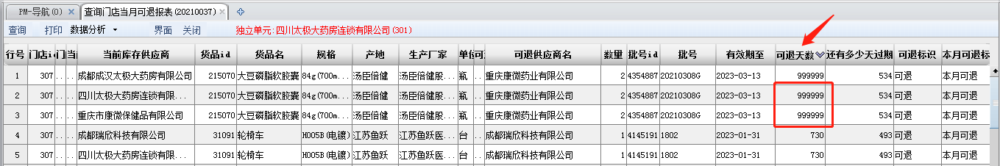 PM-导航(0) 查询门店当月可退报表(20210037)
查询 打印 数据分析 界面 关闭 独立单元:四川太极大药房连锁有限公司(301)
行号 门店id 门 当 当前库存供应商 货品id 货品名 规格 产地 生产厂家 单位 可 可退供应商名 数量 批号id 批号 有效期至 可退天数 还有多少天过期 可退标识 本月可退标
1 307 ... ... 成都成汉太极大药房有限公司 215070 大豆磷脂软胶囊 84g(700m... 汤臣倍健 汤臣倍健股... 瓶 ... 重庆康微药业有限公司 2 4354887 20210308G 2023-03-13 999999 534 可退 本月可退
2 307 ... ... 四川太极大药房连锁有限... 215070 大豆磷脂软胶囊 84g(700m... 汤臣倍健 汤臣倍健股... 瓶 ... 重庆康微药业有限公司 2 4354887 20210308G 2023-03-13 999999 534 可退 本月可退
3 307 ... ... 重庆市康微保健品有限公司 215070 大豆磷脂软胶囊 84g(700m... 汤臣倍健 汤臣倍健股... 瓶 ... 重庆康微药业有限公司 2 4354887 20210308G 2023-03-13 999999 534 可退 本月可退
4 307 ... ... 成都瑞欣科技有限公司 31091 轮椅车 H005B(电镀) 江苏鱼跃 江苏鱼跃医... 台 ... 成都瑞欣科技有限公司 1 4145191 1802 2023-01-31 730 493 可退 本月可退
5 307 ... ... 四川太极大药房连锁有限... 31091 轮椅车 H005B(电镀) 江苏鱼跃 江苏鱼跃医... 台 ... 成都瑞欣科技有限公司 1 4145191 1802 2023-01-31 730 493 可退 本月可退